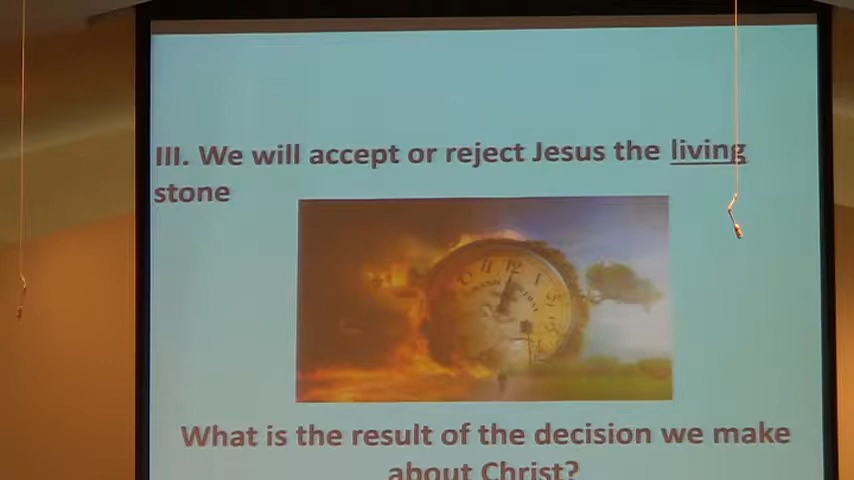 III. We will accept or reject Jesus the living
stone
What is the result of the decision we make
about Christ?